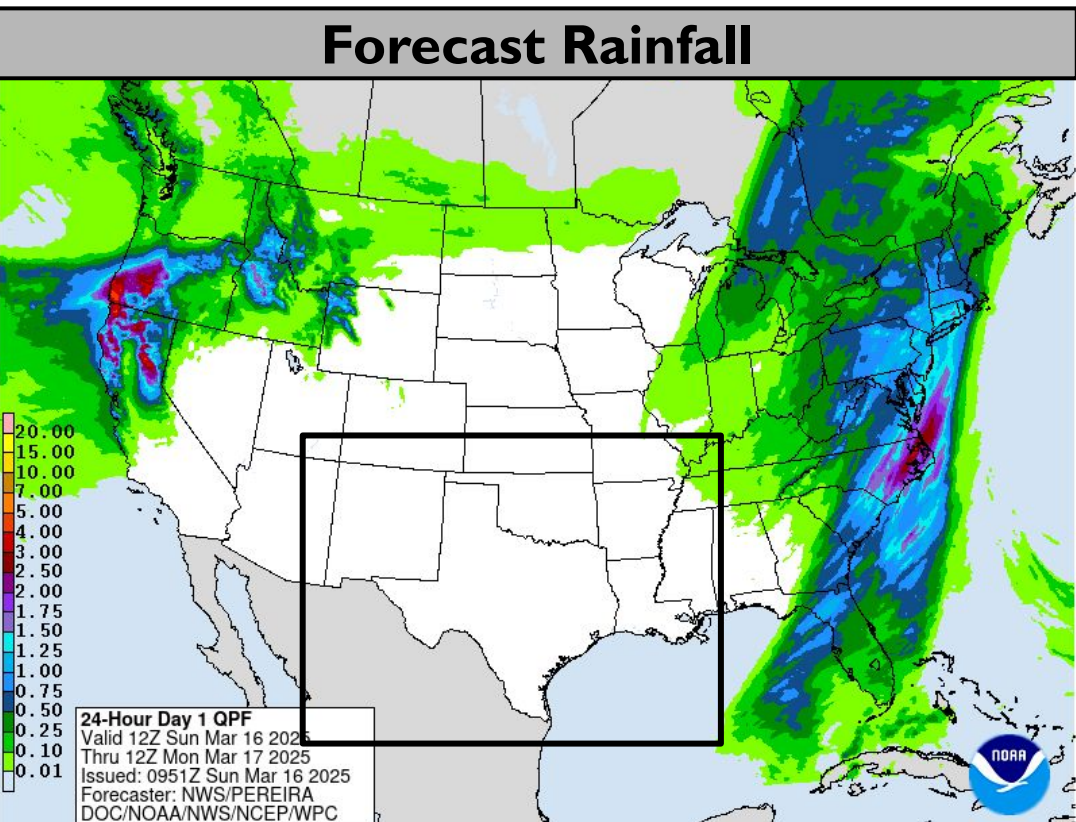 Forecast Rainfall
20.00
15.00
10.00
7.00
5.00
4.00
3.00
2.50
2.00
1.75
1.50
1.25
1.00
0.75
0.50
0.25
0.10
0.01
24-Hour Day 1 QPF
Valid 12Z Sun Mar 16 2025
Thru 12Z Mon Mar 17 2025
Issued: 0951Z Sun Mar 16 2025
Forecaster: NWS/PEREIRA
DOC/NOAA/NWS/NCEP/WPC
NOAA